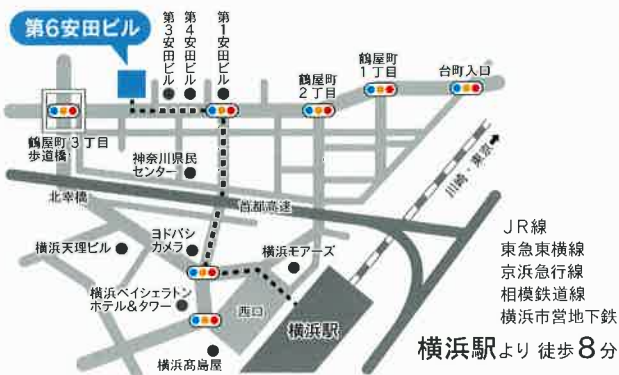 第6安田ビル
第3安田ビル
第4安田ビル
第1安田ビル
鶴屋町
2丁目
鶴屋町
1丁目
台町入口
鶴屋町3丁目
歩道橋
神奈川県民
センター
北幸橋
首都高速
川崎・東京
横浜天理ビル
ヨドバシ
カメラ
横浜モアーズ
横浜ベイシェラトン
ホテル&タワー
西口
横浜駅
横浜髙島屋
JR線
東急東横線
京浜急行線
相模鉄道線
横浜市営地下鉄
横浜駅より 徒歩8分